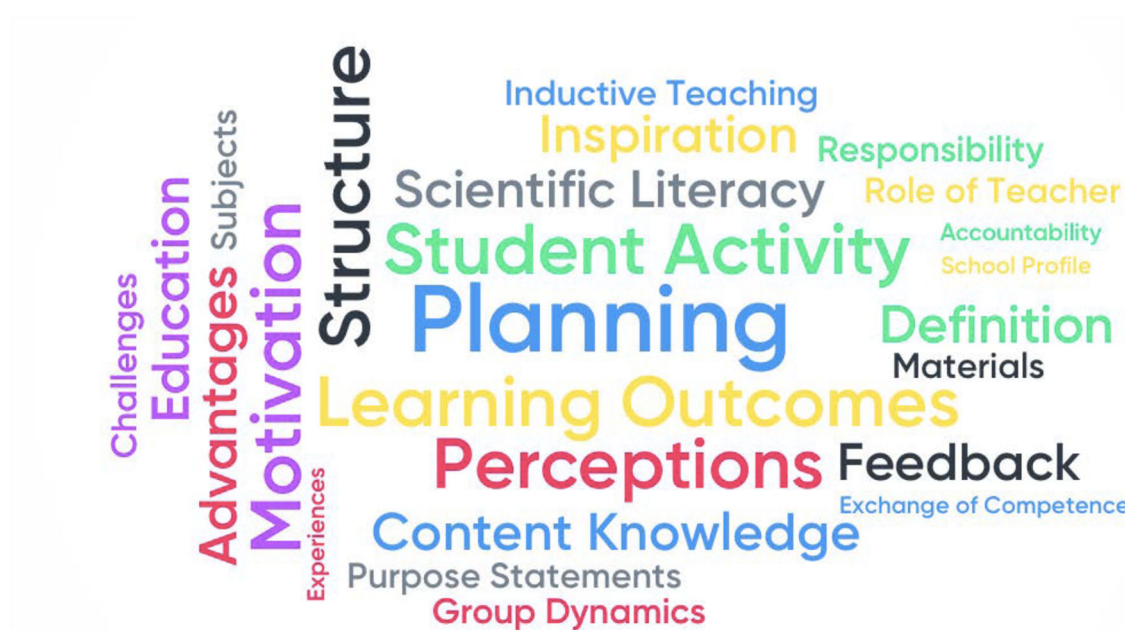 Challenges
Education
Subjects
Advantages
Motivation
Experiences
Structure
Inductive Teaching
Inspiration
Responsibility
Scientific Literacy
Role of Teacher
Student Activity
Accountability
School Profile
Planning
Definition
Materials
Learning Outcomes
Perceptions
Feedback
Exchange of Competence
Content Knowledge
Purpose Statements
Group Dynamics